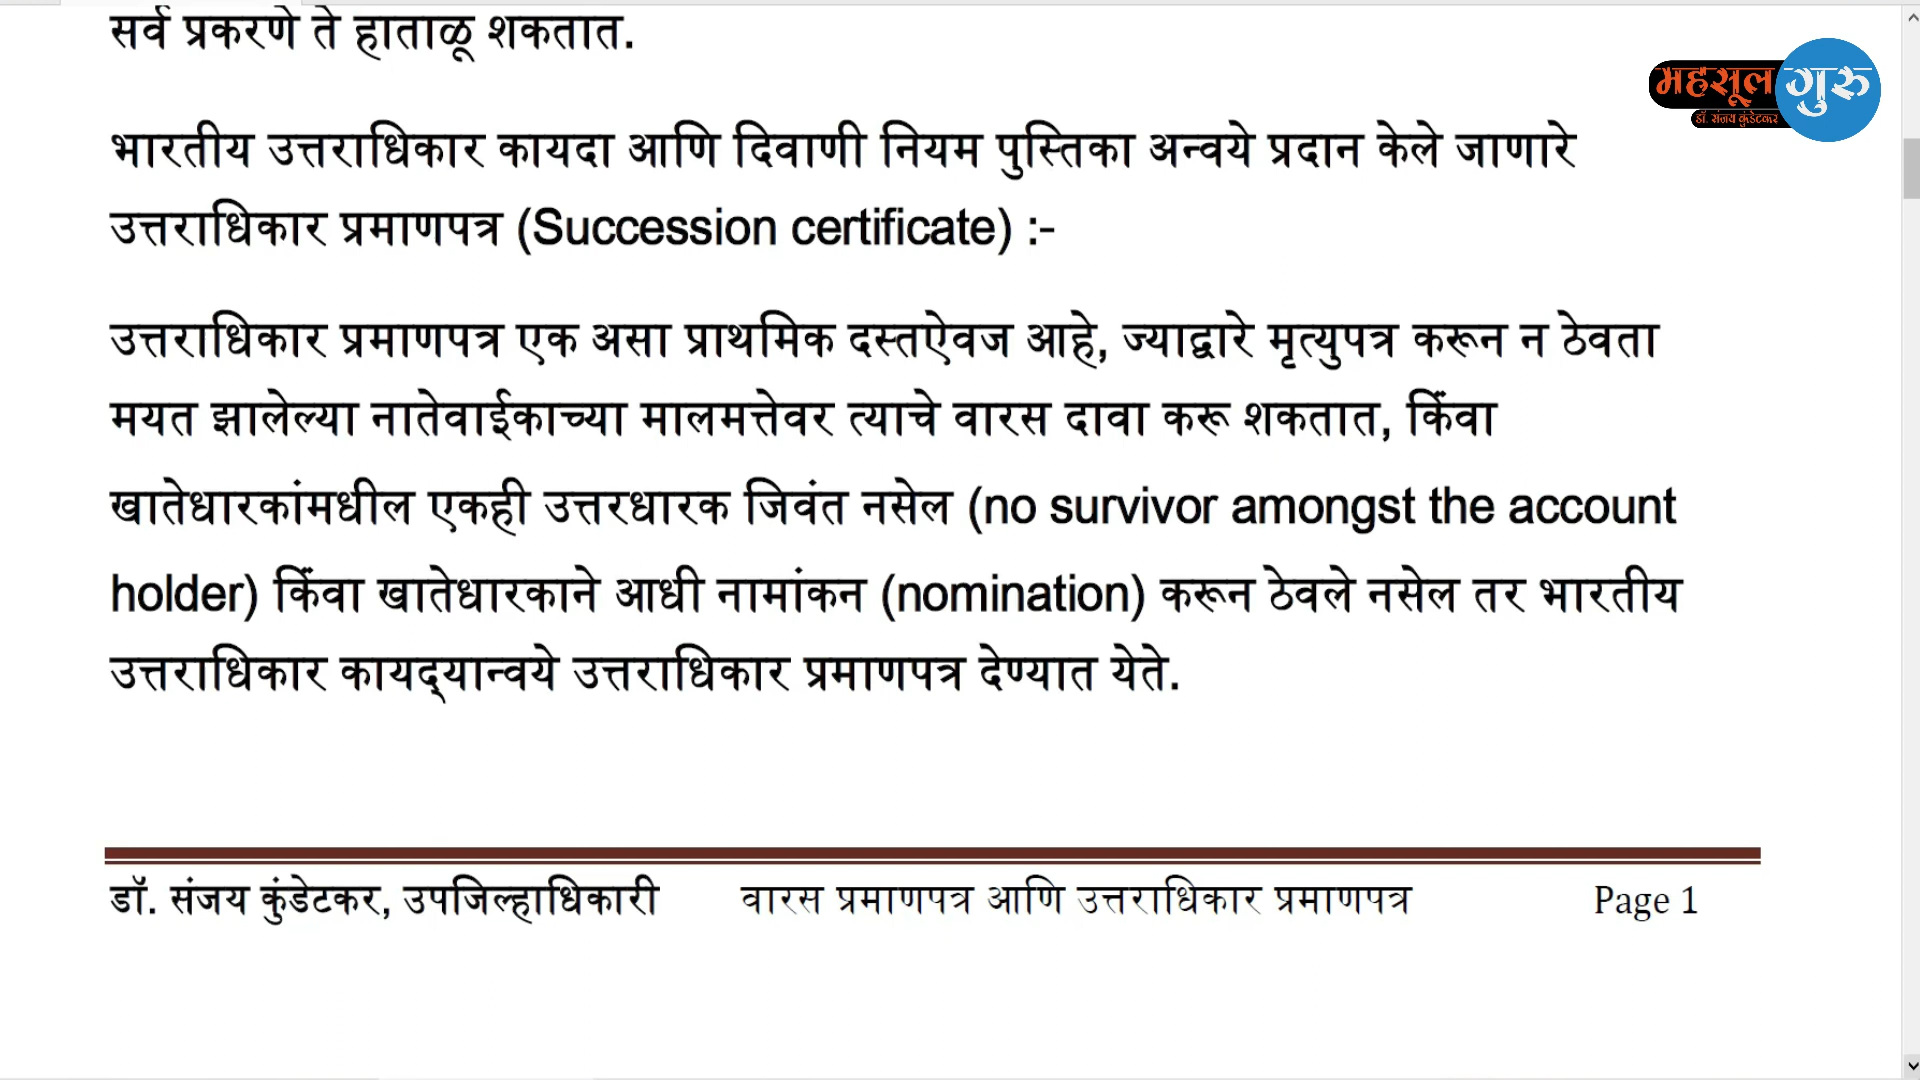 सर्व प्रकरणे ते हाताळू शकतात.
महसूल गुरु
डॉ. संजय कुंडेटकर
भारतीय उत्तराधिकार कायदा आणि दिवाणी नियम पुस्तिका अन्वये प्रदान केले जाणारे
उत्तराधिकार प्रमाणपत्र (Succession certificate) :-
उत्तराधिकार प्रमाणपत्र एक असा प्राथमिक दस्तऐवज आहे, ज्याद्वारे मृत्युपत्र करून न ठेवता
मयत झालेल्या नातेवाईकाच्या मालमत्तेवर त्याचे वारस दावा करू शकतात, किंवा
खातेधारकांमधील एकही उत्तरधारक जिवंत नसेल (no survivor amongst the account
holder) किंवा खातेधारकाने आधी नामांकन (nomination) करून ठेवले नसेल तर भारतीय
उत्तराधिकार कायद्‌यान्वये उत्तराधिकार प्रमाणपत्र देण्यात येते.
डॉ. संजय कुंडेटकर, उपजिल्हाधिकारी वारस प्रमाणपत्र आणि उत्तराधिकार प्रमाणपत्र Page 1